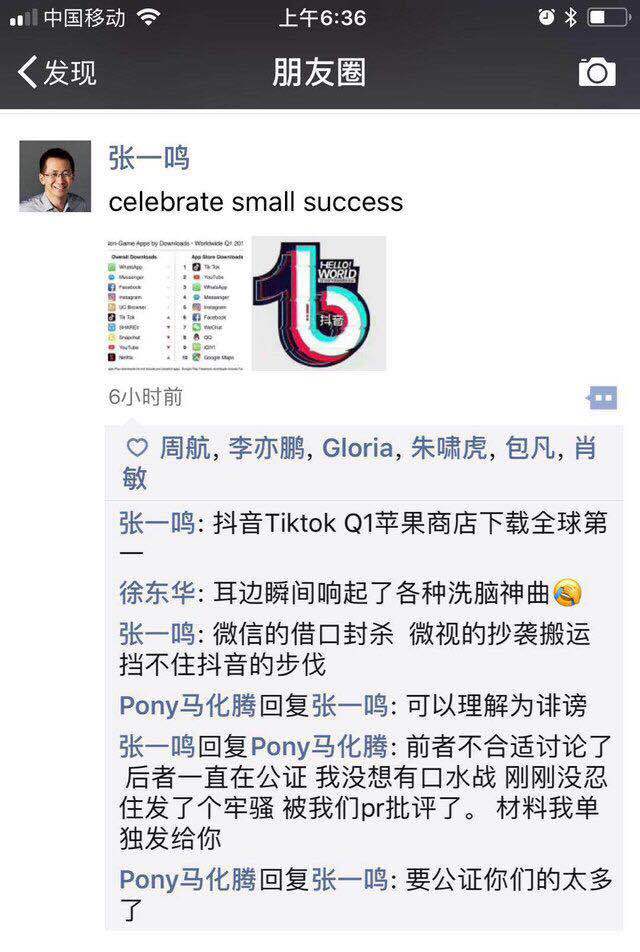 中国移动 上午6:36
发现 朋友圈
张一鸣
celebrate small success
Non-Game Apps by Downloads - Worldwide Q1 201
Overall Downloads App Store Downloads
WhatsApp 1 Tik Tok
Messenger 2 YouTube
Facebook 3 WhatsApp
Instagram 4 Messenger
UC Browser 5 Instagram
Tik Tok 6 Facebook
SHAREit 7 WeChat
Snapchat 8 QQ
YouTube 9 iQIYI
Netflix 10 Google Maps
HELLO!
WORLD
抖音
6小时前
周航, 李亦鹏, Gloria, 朱啸虎, 包凡, 肖
敏
张一鸣: 抖音Tiktok Q1苹果商店下载全球第
一
徐东华: 耳边瞬间响起了各种洗脑神曲😂
张一鸣: 微信的借口封杀 微视的抄袭搬运
挡不住抖音的步伐
Pony马化腾回复张一鸣: 可以理解为诽谤
张一鸣回复Pony马化腾: 前者不合适讨论了
后者一直在公证 我没想有口水战 刚刚没忍
住发了个牢骚 被我们pr批评了。 材料我单
独发给你
Pony马化腾回复张一鸣: 要公证你们的太多
了